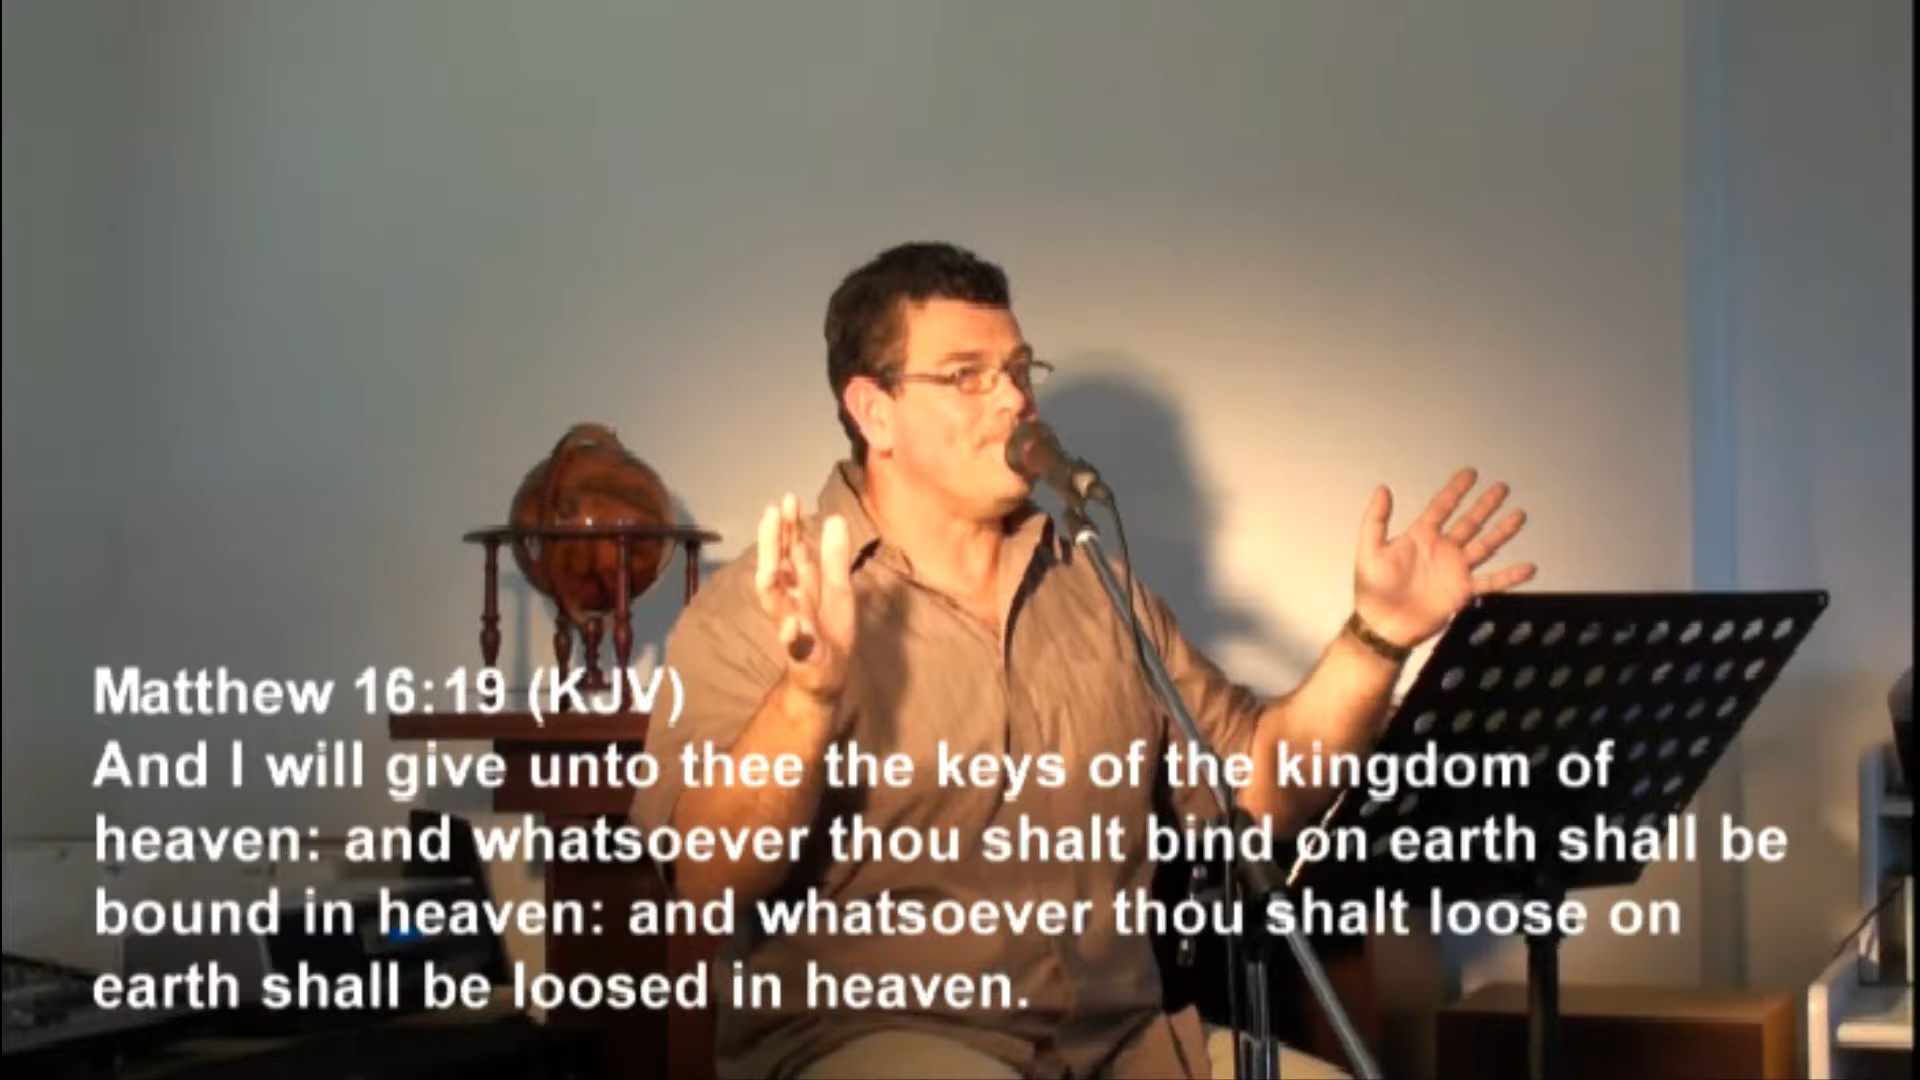 Matthew 16:19 (KJV)
And I will give unto thee the keys of the kingdom of
heaven: and whatsoever thou shalt bind on earth shall be
bound in heaven: and whatsoever thou shalt loose on
earth shall be loosed in heaven.